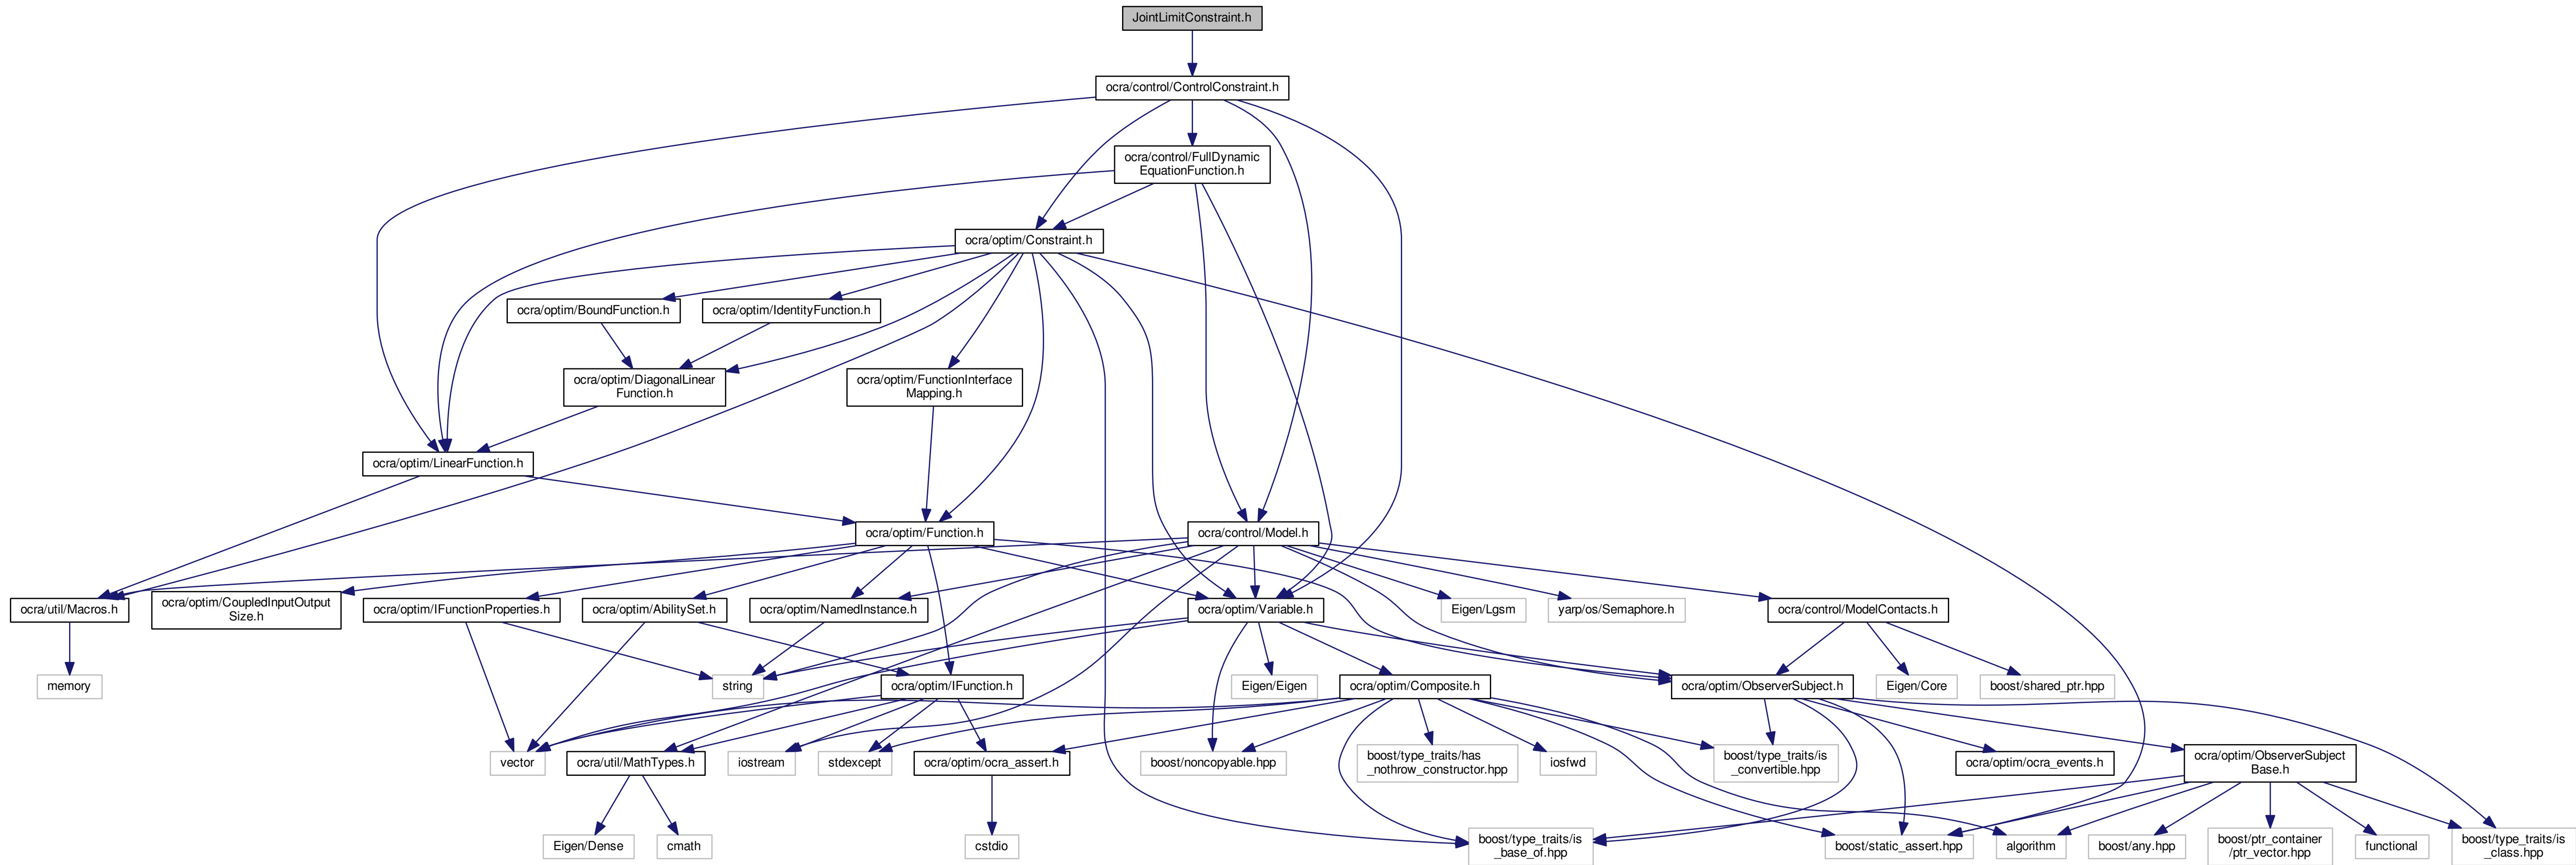 JointLimitConstraint.h
ocra/control/ControlConstraint.h
ocra/control/FullDynamic
EquationFunction.h
ocra/optim/Constraint.h
ocra/optim/BoundFunction.h
ocra/optim/IdentityFunction.h
ocra/optim/DiagonalLinear
Function.h
ocra/optim/FunctionInterface
Mapping.h
ocra/optim/LinearFunction.h
ocra/optim/Function.h
ocra/control/Model.h
ocra/util/Macros.h
ocra/optim/CoupledInputOutput
Size.h
ocra/optim/IFunctionProperties.h
ocra/optim/AbilitySet.h
ocra/optim/NamedInstance.h
ocra/optim/Variable.h
Eigen/Lgsm
yarp/os/Semaphore.h
ocra/control/ModelContacts.h
memory
string
ocra/optim/IFunction.h
Eigen/Eigen
ocra/optim/Composite.h
ocra/optim/ObserverSubject.h
Eigen/Core
boost/shared_ptr.hpp
vector
ocra/util/MathTypes.h
iostream
stdexcept
ocra/optim/ocra_assert.h
boost/noncopyable.hpp
boost/type_traits/has
_nothrow_constructor.hpp
iosfwd
boost/type_traits/is
_convertible.hpp
ocra/optim/ocra_events.h
ocra/optim/ObserverSubject
Base.h
Eigen/Dense
cmath
cstdio
boost/type_traits/is
_base_of.hpp
boost/static_assert.hpp
algorithm
boost/any.hpp
boost/ptr_container
/ptr_vector.hpp
functional
boost/type_traits/is
_class.hpp